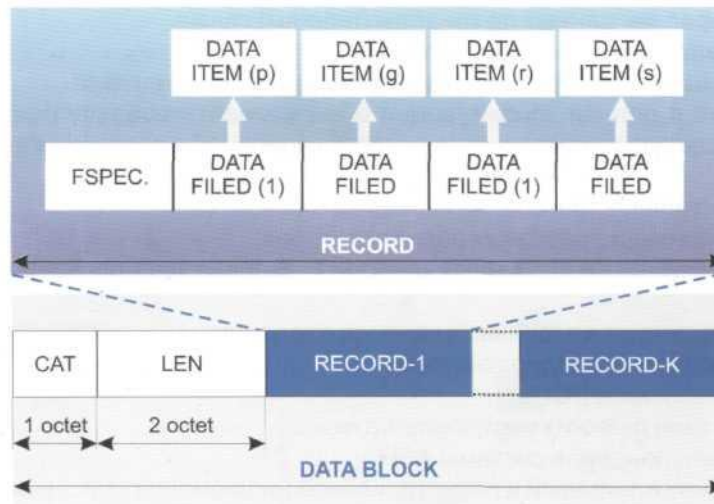 DATA ITEM (p)
DATA ITEM (g)
DATA ITEM (r)
DATA ITEM (s)
FSPEC.
DATA FILED (1)
DATA FILED
DATA FILED (1)
DATA FILED
RECORD
CAT
LEN
RECORD-1
RECORD-K
1 octet
2 octet
DATA BLOCK